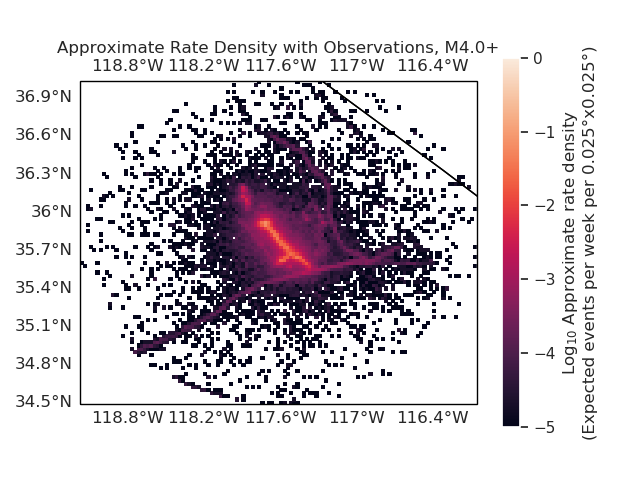 Approximate Rate Density with Observations, M4.0+
118.8°W 118.2°W 117.6°W 117°W 116.4°W
36.9°N
36.6°N
36.3°N
36°N
35.7°N
35.4°N
35.1°N
34.8°N
34.5°N
118.8°W 118.2°W 117.6°W 117°W 116.4°W
0
−1
−2
−3
−4
−5
Log₁₀ Approximate rate density
(Expected events per week per 0.025°x0.025°)